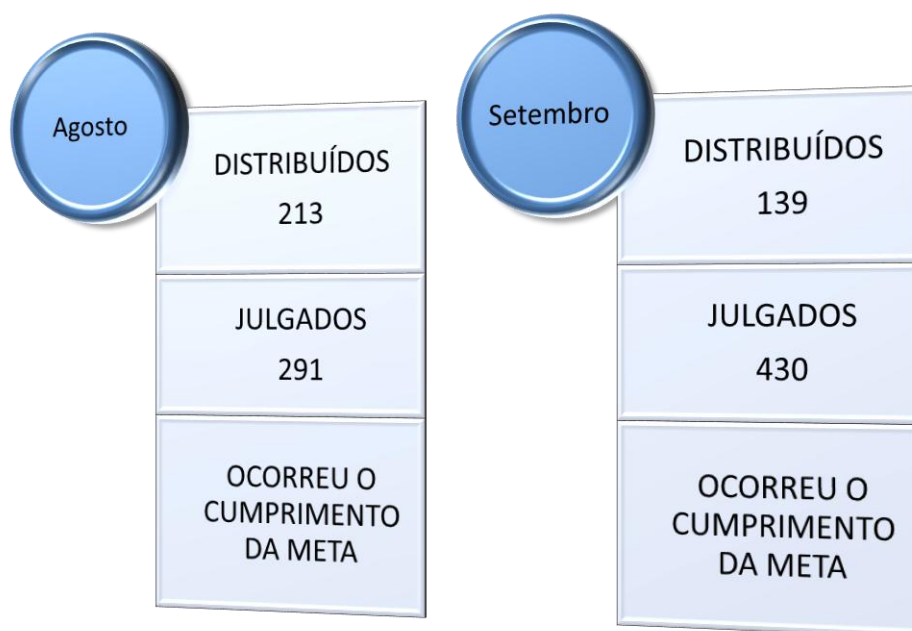 Agosto
DISTRIBUÍDOS
213
JULGADOS
291
OCORREU O
CUMPRIMENTO
DA META
Setembro
DISTRIBUÍDOS
139
JULGADOS
430
OCORREU O
CUMPRIMENTO
DA META